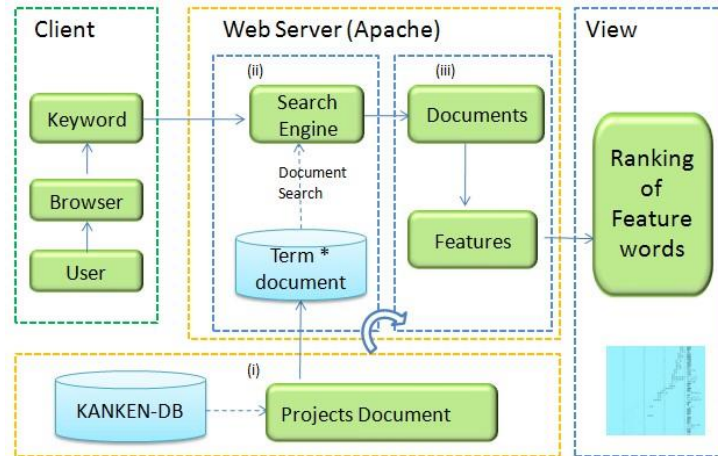 Client
Web Server (Apache)
View
(ii)
(iii)
Keyword
Search
Engine
Documents
Ranking
of
Feature
words
Document
Search
Browser
User
Term *
document
Features
(i)
KANKEN-DB
Projects Document